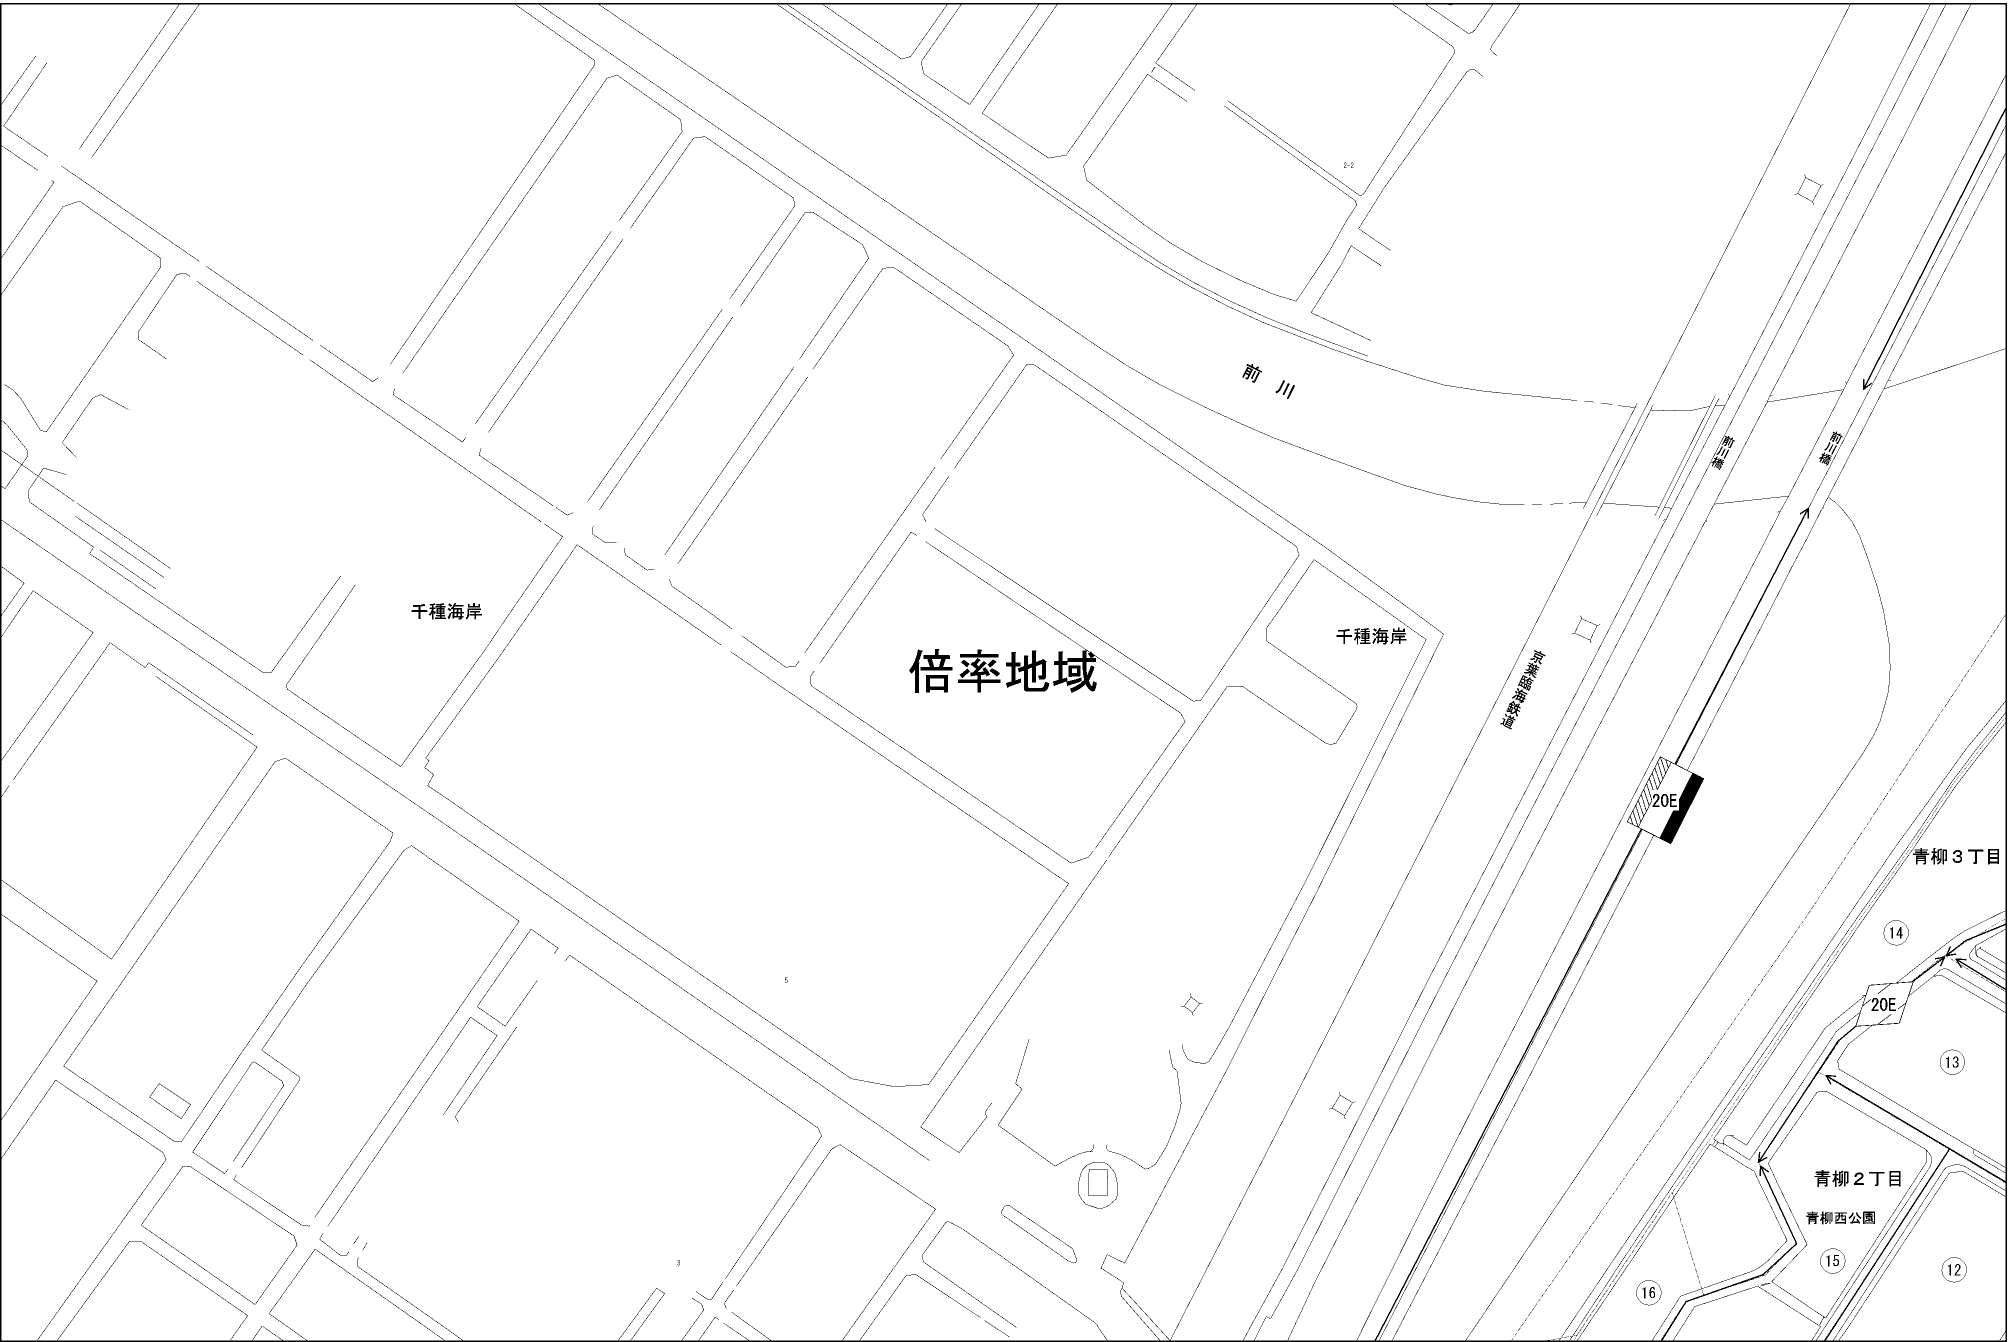 2-2
前川
前川橋
前川橋
千種海岸
千種海岸
倍率地域
京葉臨海鉄道
20E
青柳３丁目
14
20E
5
13
青柳２丁目
青柳西公園
15
12
16
3